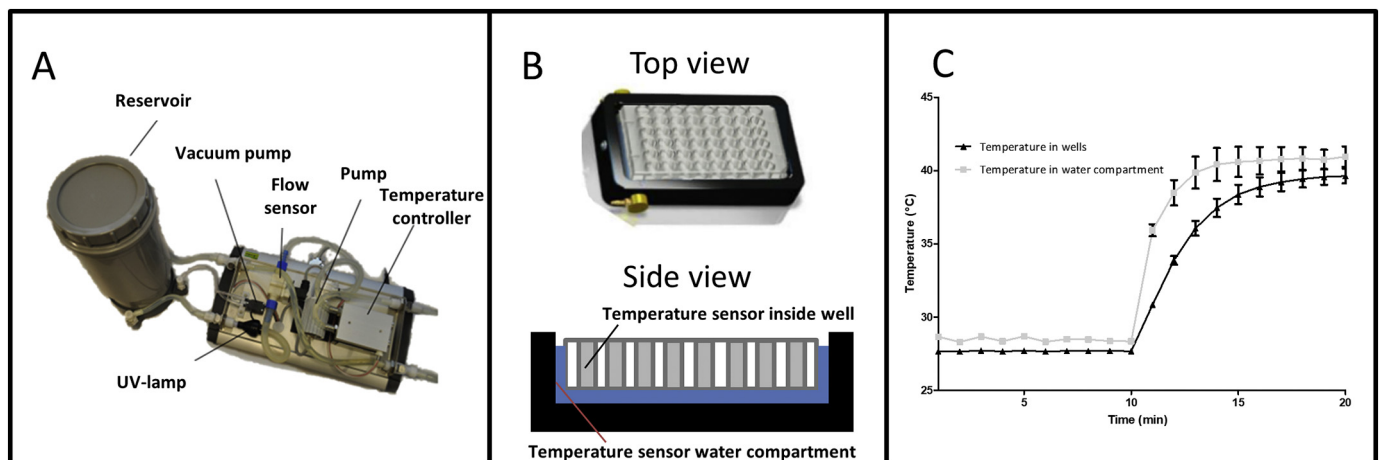 A
Reservoir
Vacuum pump
Flow
sensor
Pump
Temperature
controller
UV-lamp
B
Top view
Side view
Temperature sensor inside well
Temperature sensor water compartment
C
45
40
35
30
25
Temperature (°C)
Temperature in wells
Temperature in water compartment
5
10
15
20
Time (min)